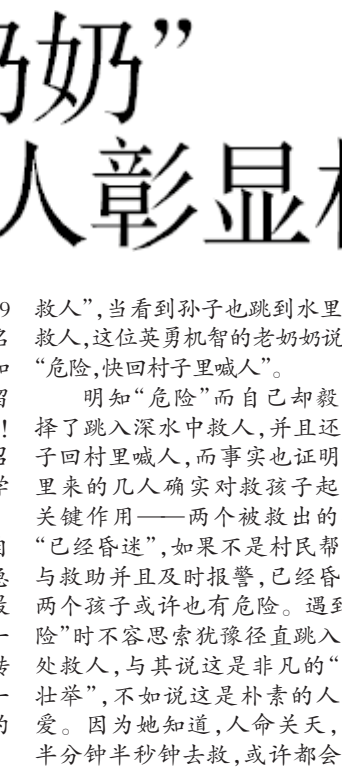 奶奶”
人彰显
9
救人”,当看到孙子也跳到水里
救人,这位英勇机智的老奶奶说
“危险,快回村子里喊人”。
明知“危险”而自己却毅
择了跳入深水中救人,并且还
子回村里喊人,而事实也证明
里来的几人确实对救孩子起
关键作用——两个被救出的
“已经昏迷”,如果不是村民帮
与救助并且及时报警,已经昏
两个孩子或许也有危险。遇到
险”时不容思索犹豫径直跳入
处救人,与其说这是非凡的“
壮举”,不如说这是朴素的人
爱。因为她知道,人命关天,
半分钟半秒钟去救,或许都会